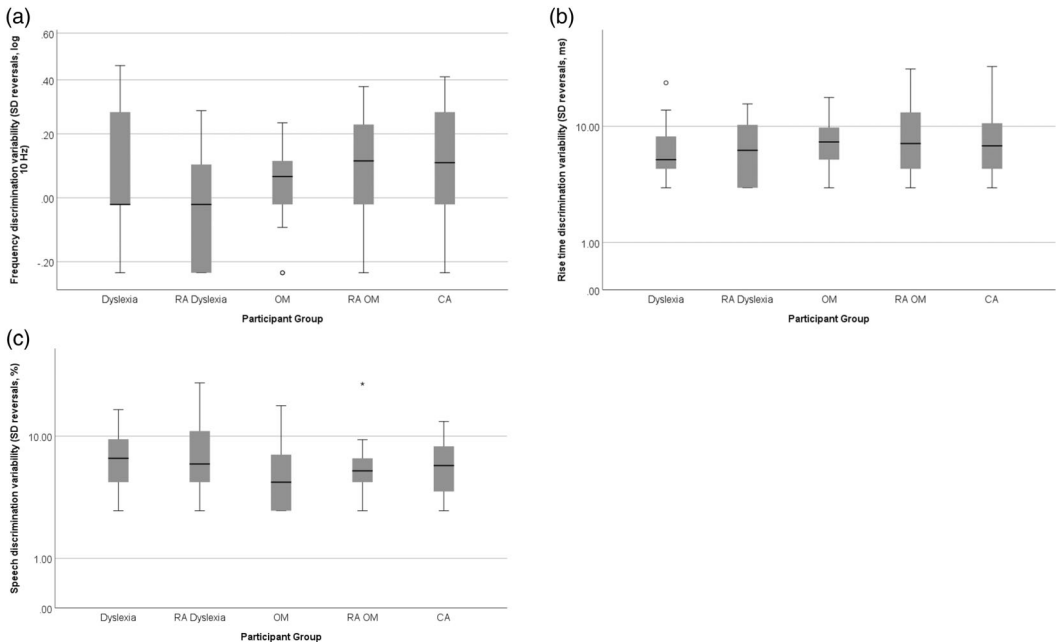 (a)
Frequency discrimination variability (SD reversals, log
10 Hz)
.60
.40
.20
.00
-.20
Dyslexia RA Dyslexia OM RA OM CA
Participant Group
(b)
Rise time discrimination variability (SD reversals, ms)
10.00
1.00
.00
Dyslexia RA Dyslexia OM RA OM CA
Participant Group
(c)
Speech discrimination variability (SD reversals, %)
10.00
1.00
.00
Dyslexia RA Dyslexia OM RA OM CA
Participant Group